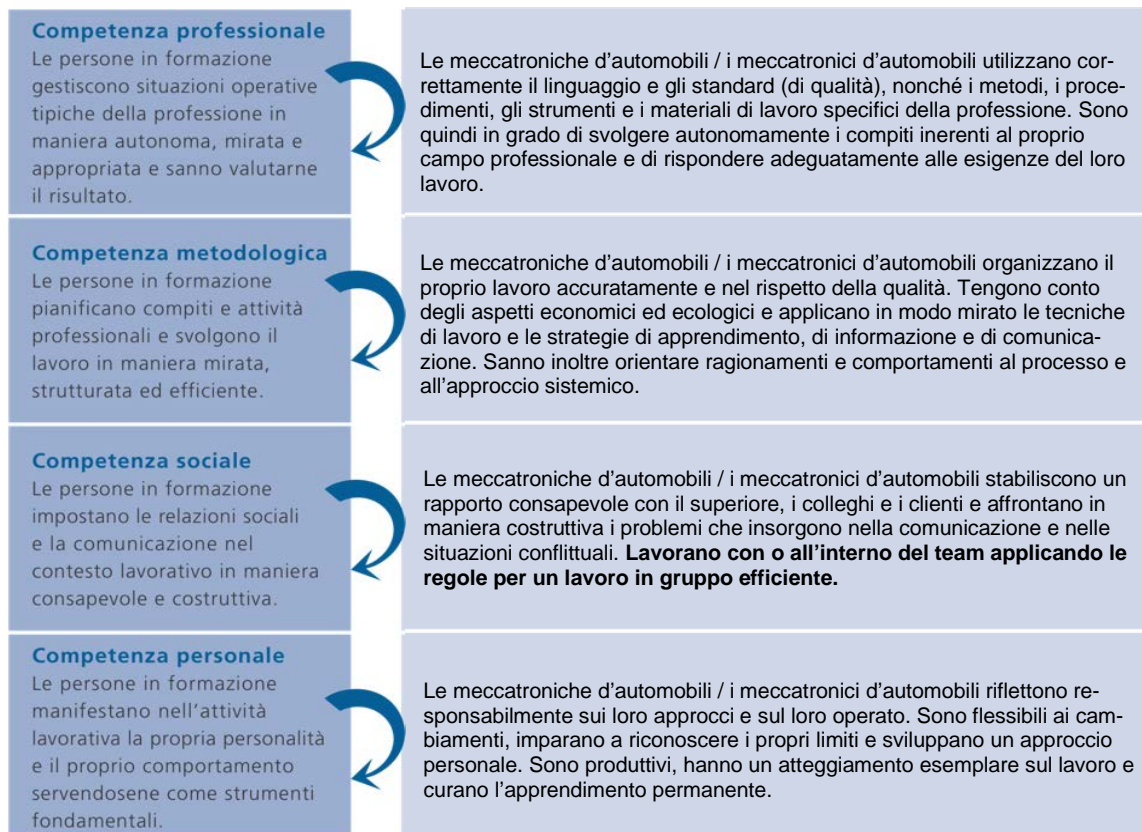 Competenza professionale
Le persone in formazione
gestiscono situazioni operative
tipiche della professione in
maniera autonoma, mirata e
appropriata e sanno valutarne
il risultato.
Le meccatroniche d'automobili / i meccatronici d'automobili utilizzano cor-
rettamente il linguaggio e gli standard (di qualità), nonché i metodi, i proce-
dimenti, gli strumenti e i materiali di lavoro specifici della professione. Sono
quindi in grado di svolgere autonomamente i compiti inerenti al proprio
campo professionale e di rispondere adeguatamente alle esigenze del loro
lavoro.
Competenza metodologica
Le persone in formazione
pianificano compiti e attività
professionali e svolgono il
lavoro in maniera mirata,
strutturata ed efficiente.
Le meccatroniche d'automobili / i meccatronici d'automobili organizzano il
proprio lavoro accuratamente e nel rispetto della qualità. Tengono conto
degli aspetti economici ed ecologici e applicano in modo mirato le tecniche
di lavoro e le strategie di apprendimento, di informazione e di comunica-
zione. Sanno inoltre orientare ragionamenti e comportamenti al processo e
all'approccio sistemico.
Competenza sociale
Le persone in formazione
impostano le relazioni sociali
e la comunicazione nel
contesto lavorativo in maniera
consapevole e costruttiva.
Le meccatroniche d'automobili / i meccatronici d'automobili stabiliscono un
rapporto consapevole con il superiore, i colleghi e i clienti e affrontano in
maniera costruttiva i problemi che insorgono nella comunicazione e nelle
situazioni conflittuali. Lavorano con o all'interno del team applicando le
regole per un lavoro in gruppo efficiente.
Competenza personale
Le persone in formazione
manifestano nell'attività
lavorativa la propria personalità
e il proprio comportamento
servendosene come strumenti
fondamentali.
Le meccatroniche d'automobili / i meccatronici d'automobili riflettono re-
sponsabilmente sui loro approcci e sul loro operato. Sono flessibili ai cam-
biamenti, imparano a riconoscere i propri limiti e sviluppano un approccio
personale. Sono produttivi, hanno un atteggiamento esemplare sul lavoro e
curano l'apprendimento permanente.